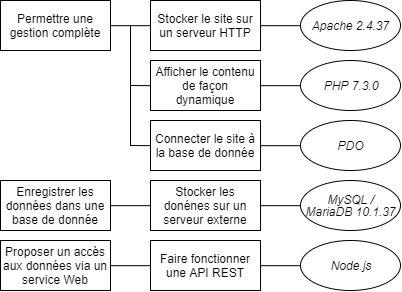 Permettre une
gestion complète
Stocker le site sur
un serveur HTTP
Apache 2.4.37
Afficher le contenu
de façon
dynamique
PHP 7.3.0
Connecter le site à
la base de donnée
PDO
Enregistrer les
données dans une
base de donnée
Stocker les
donénes sur un
serveur externe
MySQL /
MariaDB 10.1.37
Proposer un accès
aux données via un
service Web
Faire fonctionner
une API REST
Node.js